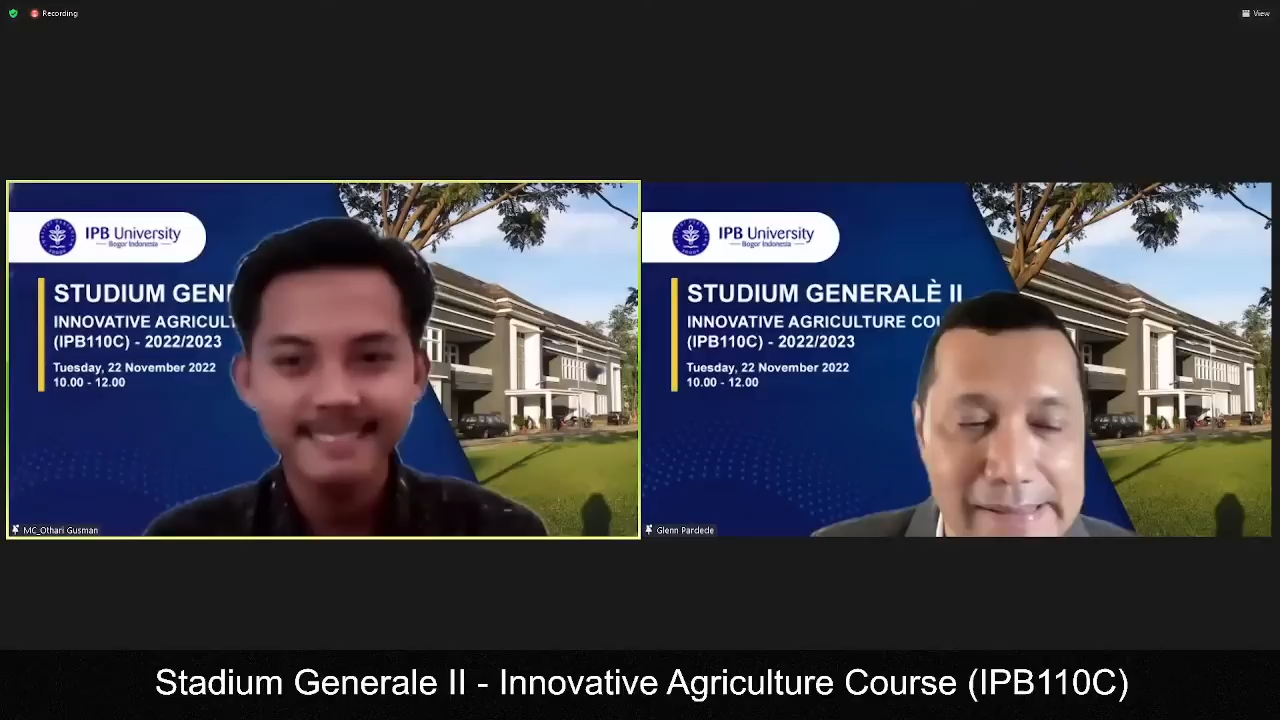 Recording
View
IPB University
Bogor Indonesia
STUDIUM GEN
INNOVATIVE AGRICULT
(IPB110C) - 2022/2023
Tuesday, 22 November 2022
10.00 - 12.00
MC_Othari Gusman
IPB University
Bogor Indonesia
STUDIUM GENERALÈ II
INNOVATIVE AGRICULTURE COU
(IPB110C) - 2022/2023
Tuesday, 22 November 2022
10.00 - 12.00
Glenn Pardede
Stadium Generale II - Innovative Agriculture Course (IPB110C)